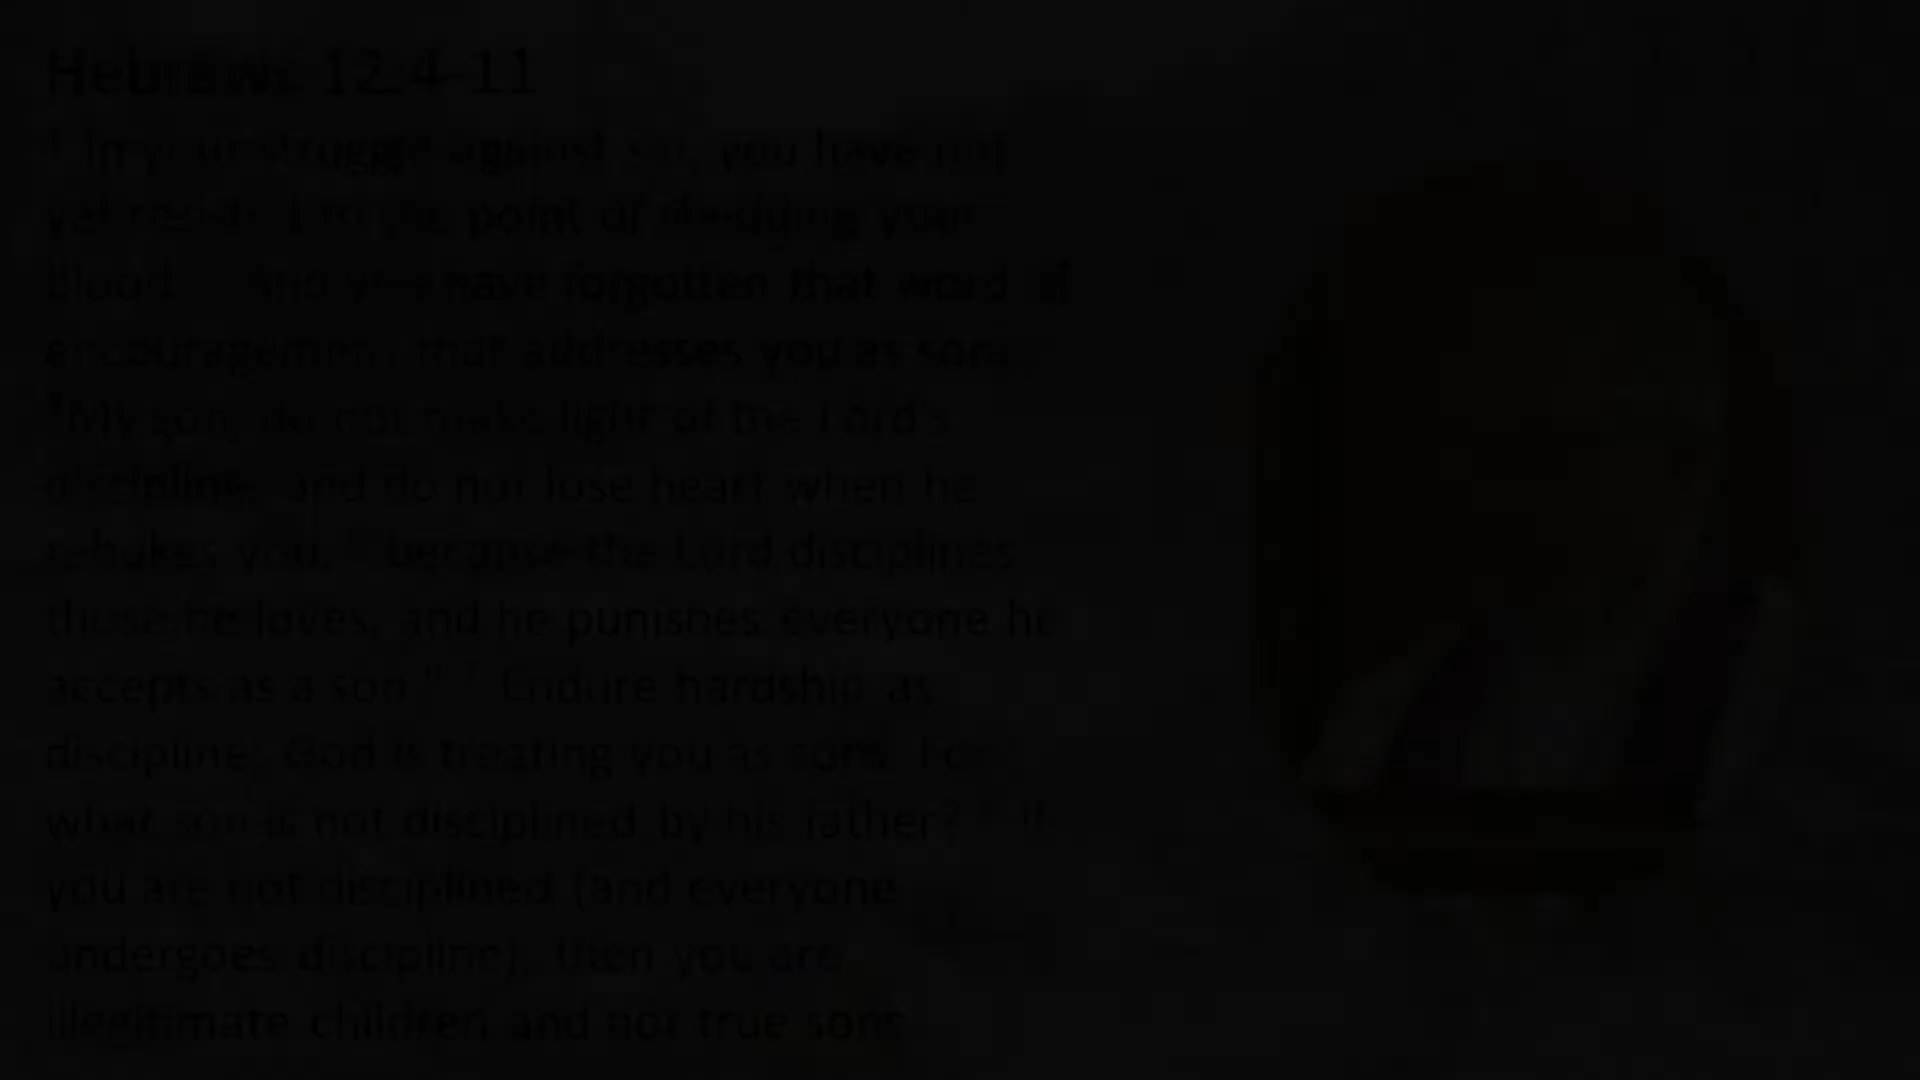 Hebrews 12:4-11
4 In your struggle against sin, you have not
yet resisted to the point of shedding your
blood. 5 And you have forgotten that word of
encouragement that addresses you as sons:
"My son, do not make light of the Lord's
discipline, and do not lose heart when he
rebukes you, 6 because the Lord disciplines
those he loves, and he punishes everyone he
accepts as a son." 7 Endure hardship as
discipline; God is treating you as sons. For
what son is not disciplined by his father? 8 If
you are not disciplined (and everyone
undergoes discipline), then you are
illegitimate children and not true sons.